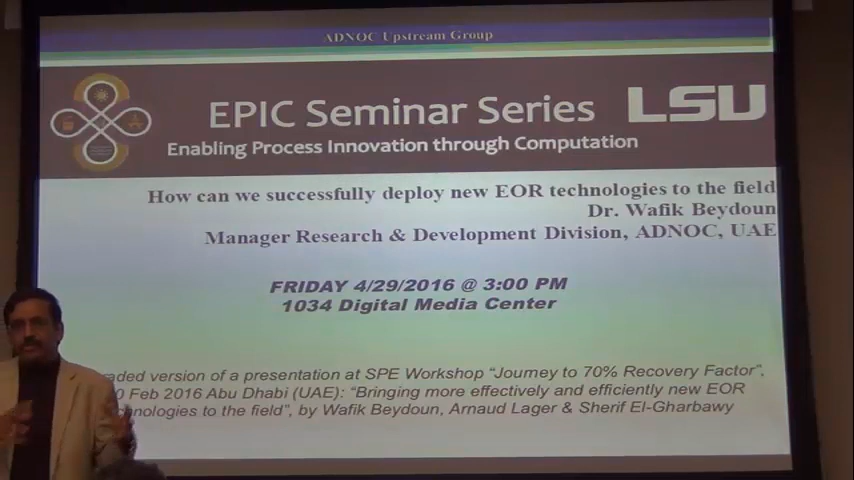 ADNOC Upstream Group
EPIC Seminar Series LSU
Enabling Process Innovation through Computation
How can we successfully deploy new EOR technologies to the field
Dr. Wafik Beydoun
Manager Research & Development Division, ADNOC, UAE
FRIDAY 4/29/2016 @ 3:00 PM
1034 Digital Media Center
version of a presentation at SPE Workshop “Journey to 70% Recovery Factor”,
Feb 2016 Abu Dhabi (UAE): “Bringing more effectively and efficiently new EOR
to the field”, by Wafik Beydoun, Arnaud Lager & Sherif El-Gharbawy